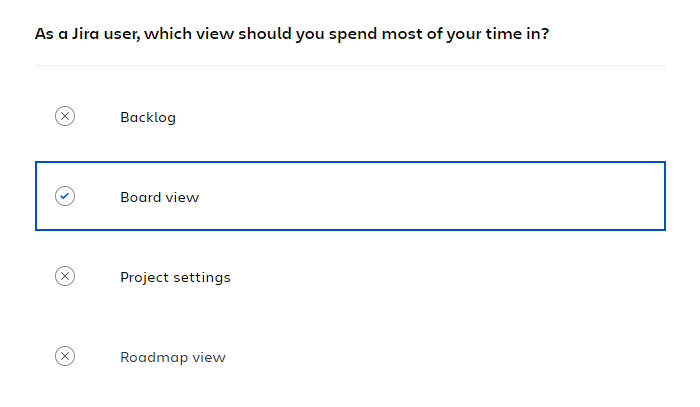 As a Jira user, which view should you spend most of your time in?
Backlog
Board view
Project settings
Roadmap view